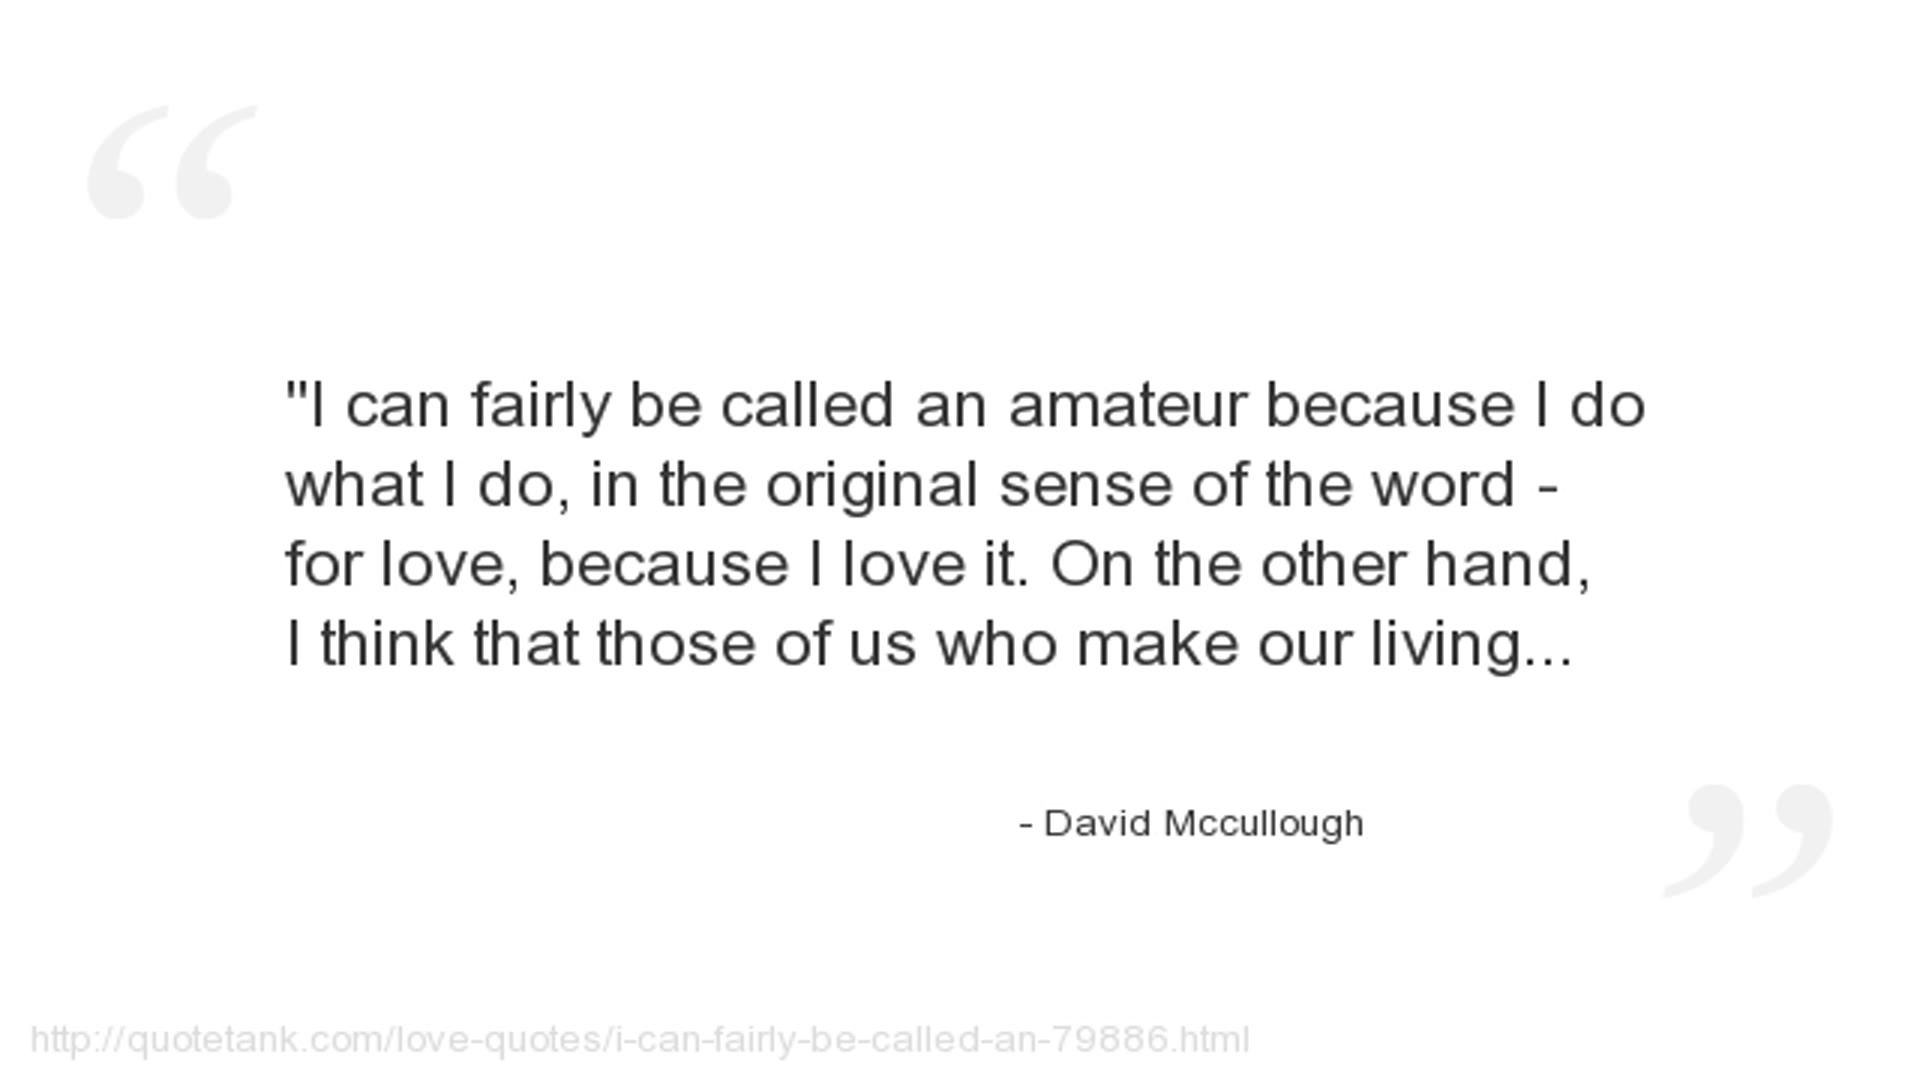 "I can fairly be called an amateur because I do
what I do, in the original sense of the word -
for love, because I love it. On the other hand,
I think that those of us who make our living...
- David Mccullough
http://quotetank.com/love-quotes/i-can-fairly-be-called-an-79886.html